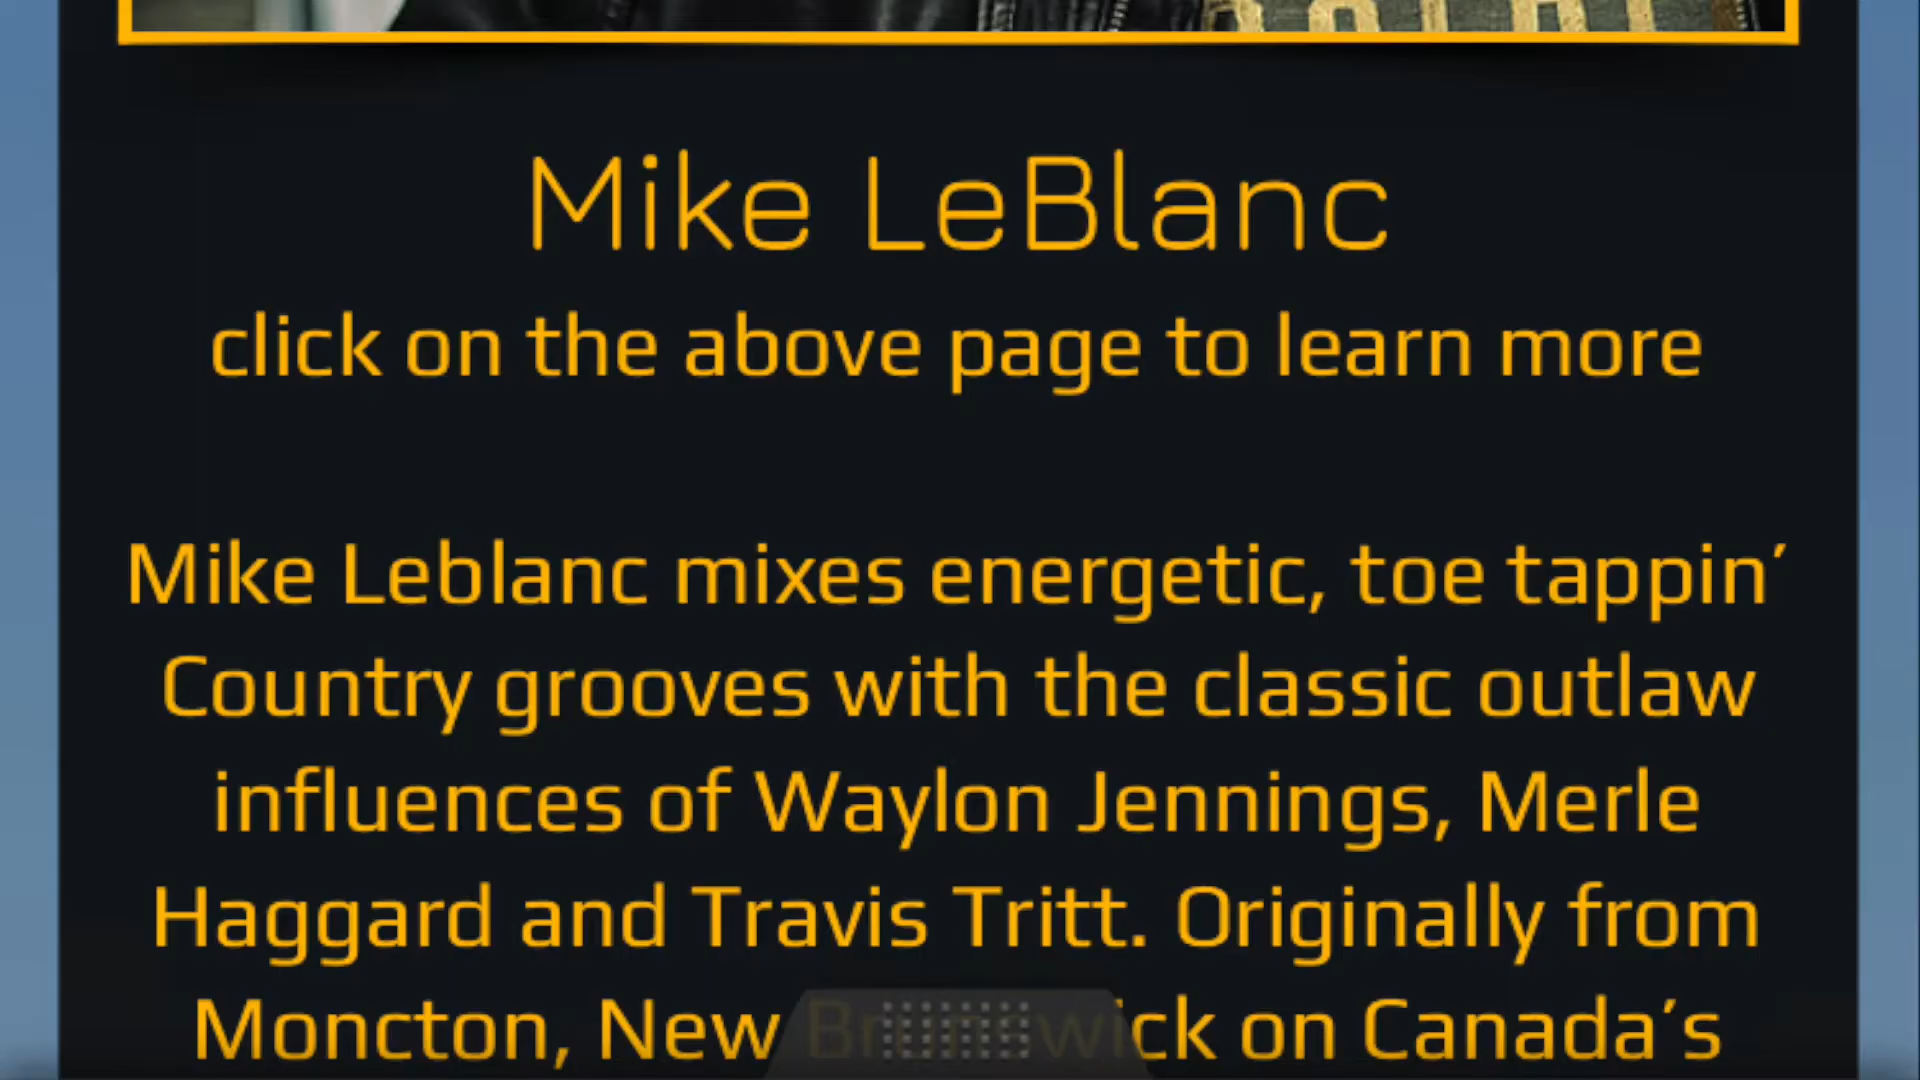 Mike LeBlanc
click on the above page to learn more
Mike Leblanc mixes energetic, toe tappin’
Country grooves with the classic outlaw
influences of Waylon Jennings, Merle
Haggard and Travis Tritt. Originally from
Moncton, New Brunswick on Canada’s